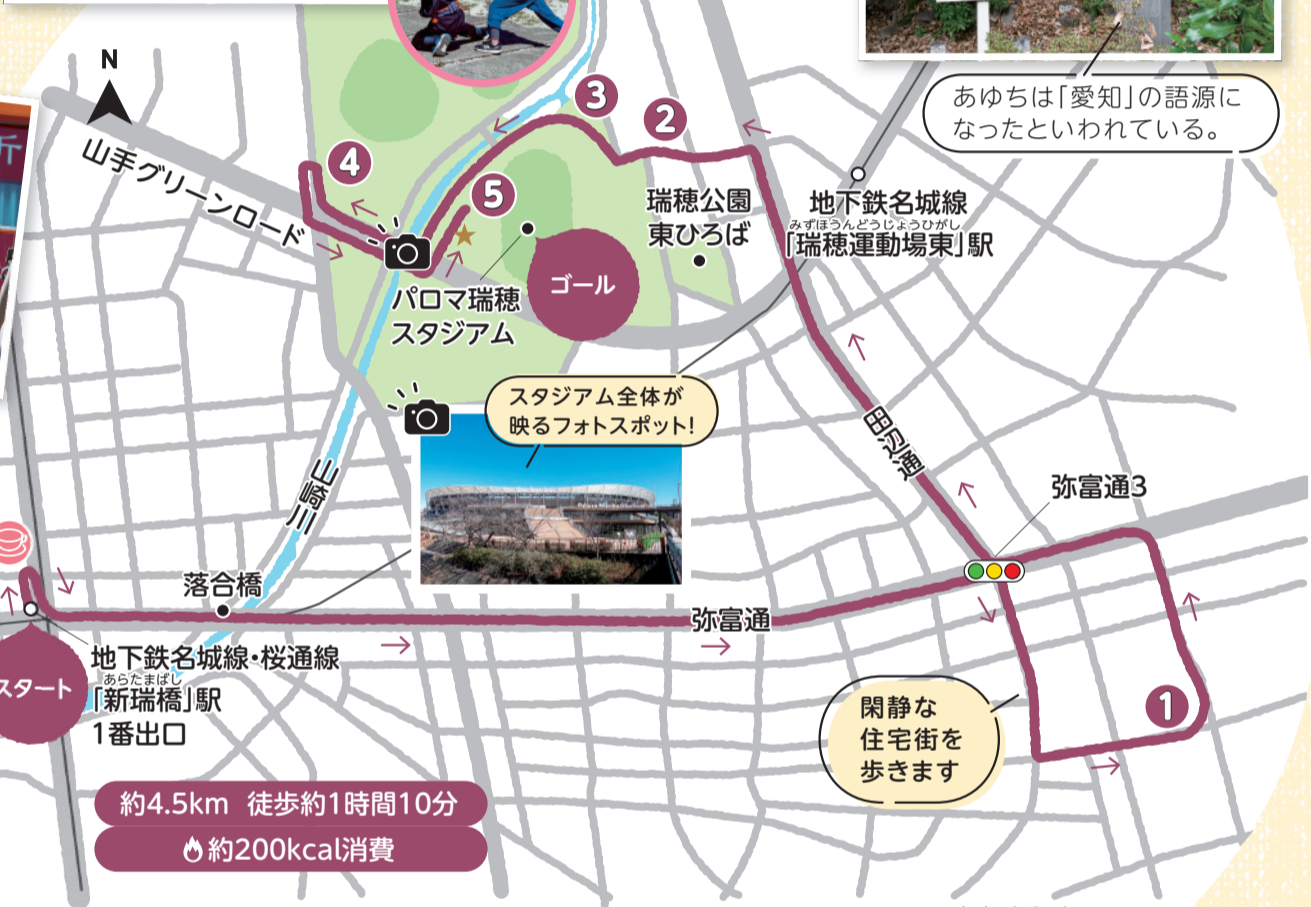 N
山手グリーンロード
4
3
2
5
あゆちは「愛知」の語源に
なったといわれている。
瑞穂公園
東ひろば
地下鉄名城線
みずほうんどうじょうひがし
「瑞穂運動場東」駅
ゴール
パロマ瑞穂
スタジアム
スタジアム全体が
映るフォトスポット!
田辺通
弥富通3
山崎川
落合橋
弥富通
スタート
地下鉄名城線・桜通線
あらたまばし
「新瑞橋」駅
1番出口
閑静な
住宅街を
歩きます
1
約4.5km 徒歩約1時間10分
約200kcal消費